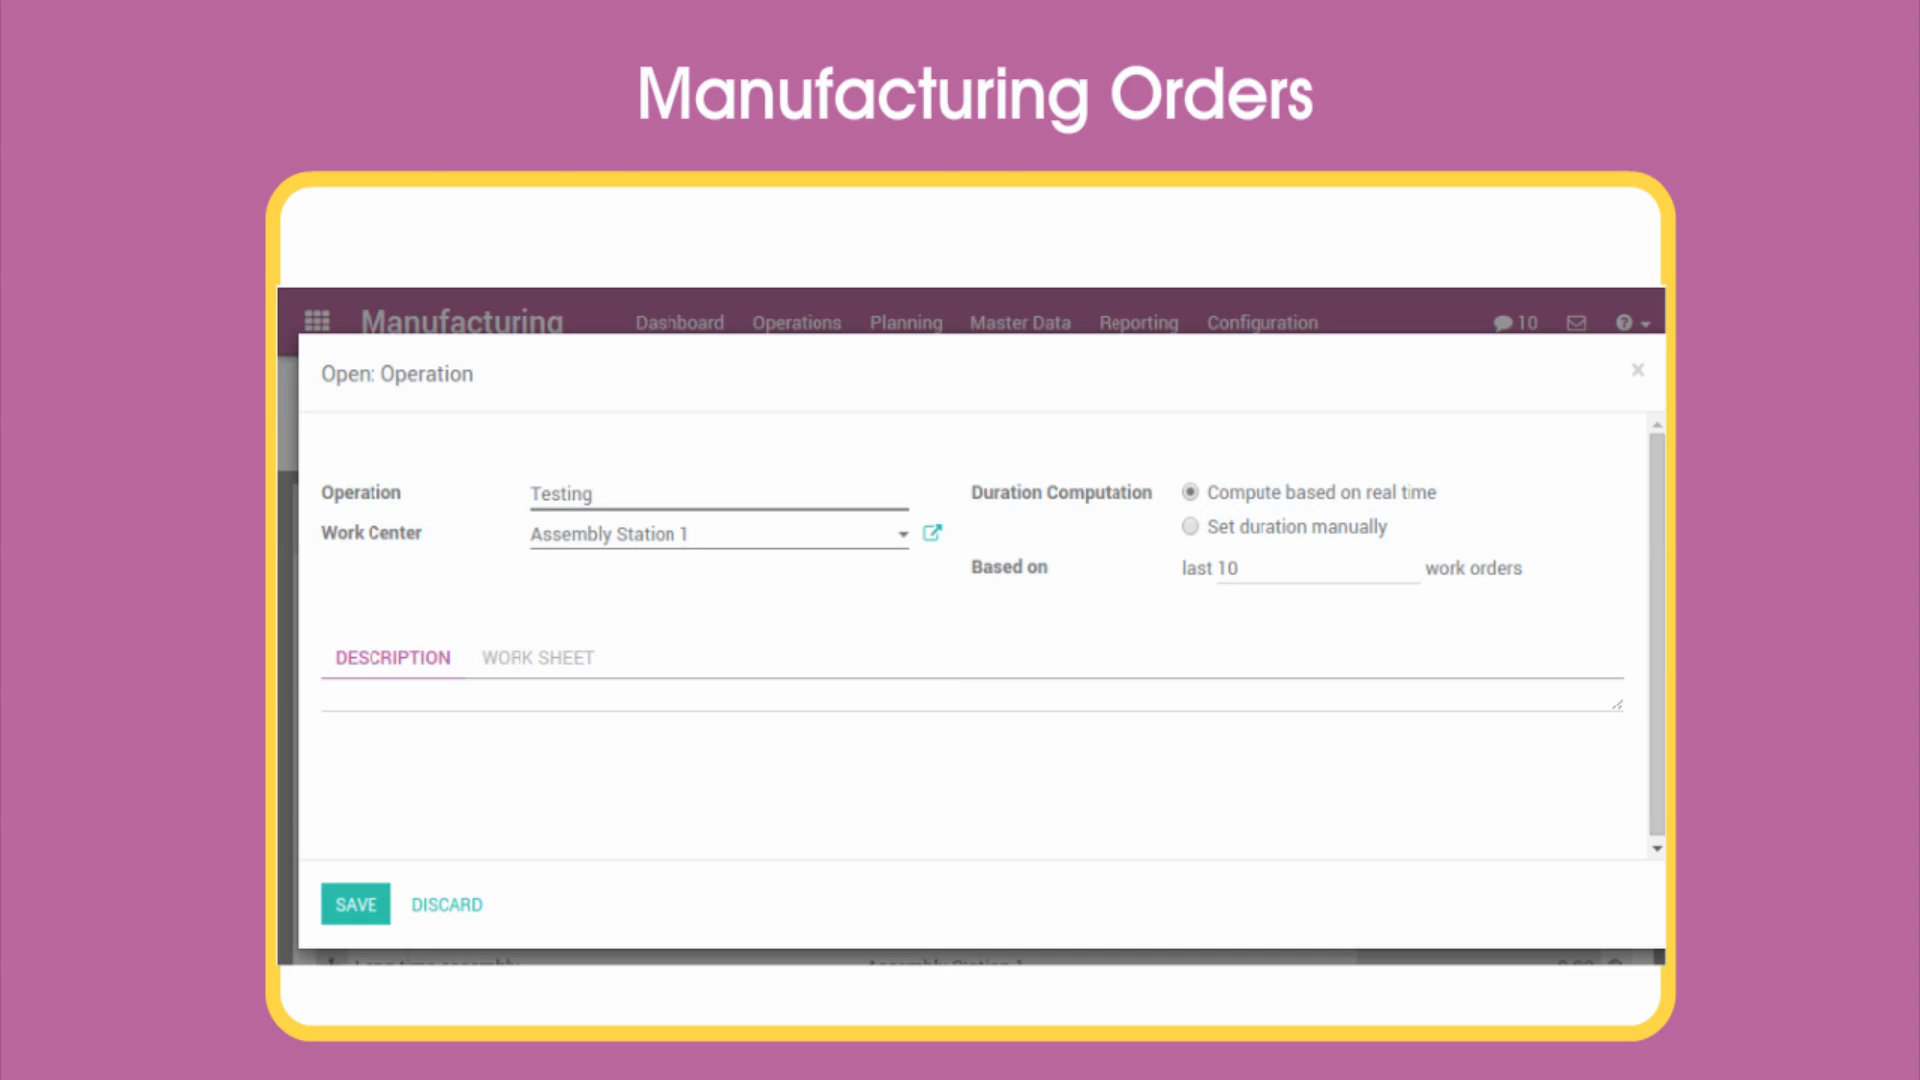 Manufacturing Orders
Manufacturing Dashboard Operations Planning Master Data Reporting Configuration 10
Open: Operation ×
Operation Testing Duration Computation Compute based on real time
Work Center Assembly Station 1 Set duration manually
Based on last 10 work orders
DESCRIPTION WORK SHEET
SAVE DISCARD